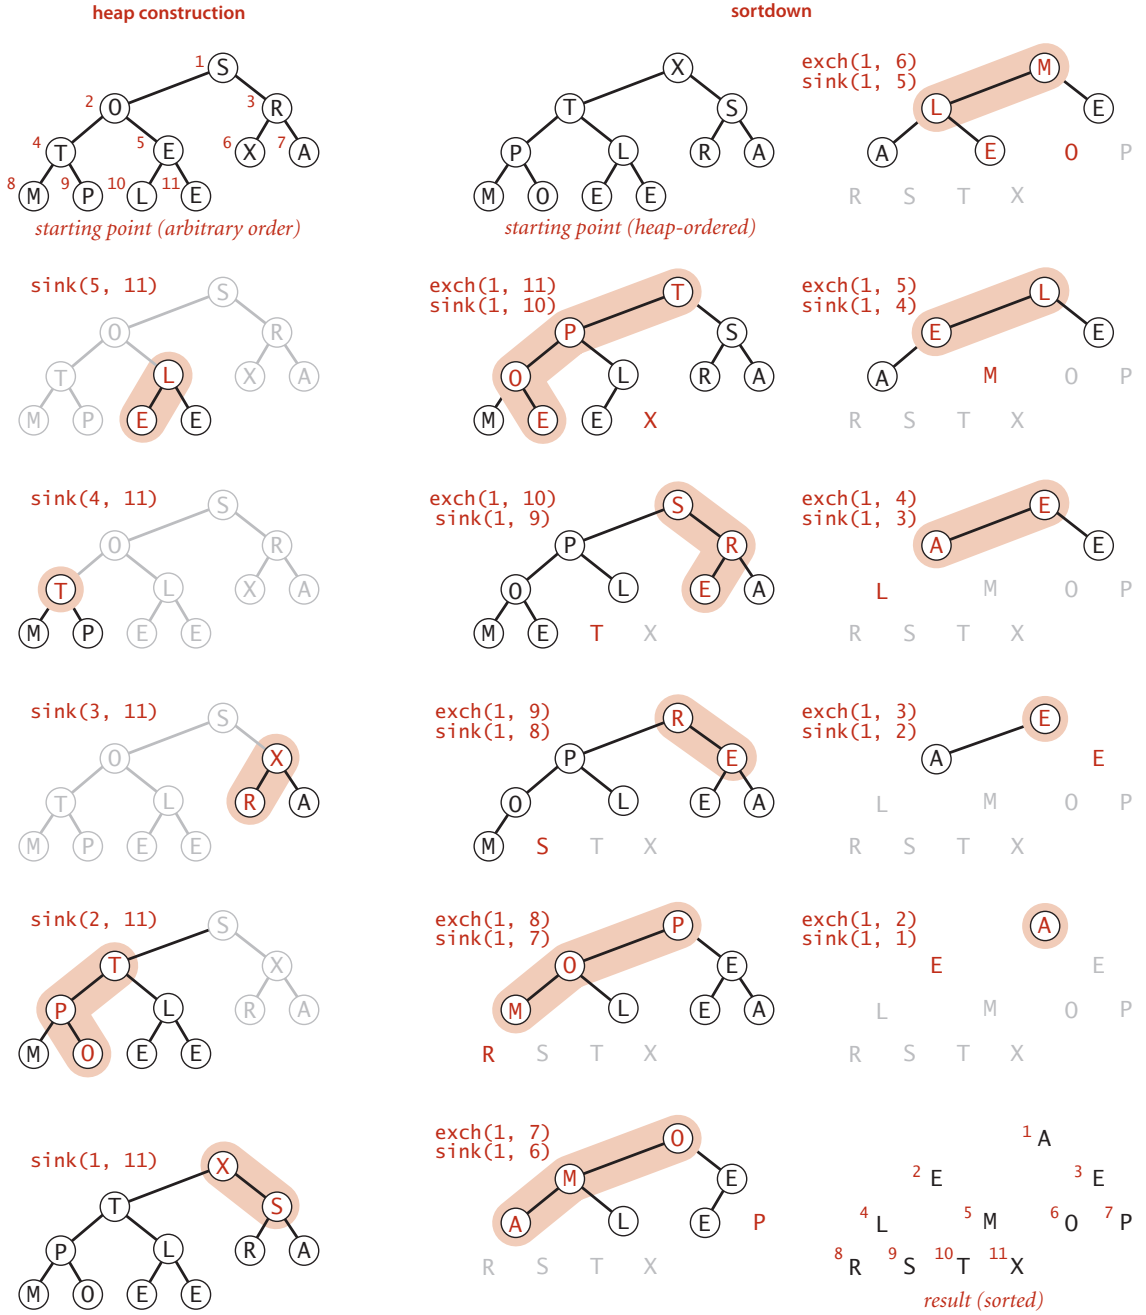 heap construction
1 S
2 O 3 R
4 T 5 E 6 X 7 A
8 M 9 P 10 L 11 E
starting point (arbitrary order)
sink(5, 11)
S
O R
T L X A
M P E E
sink(4, 11)
S
O R
T L X A
M P E E
sink(3, 11)
S
O X
T L R A
M P E E
sink(2, 11)
S
T X
P L R A
M O E E
sink(1, 11)
X
T S
P L R A
M O E E
sortdown
X
T S
P L R A
M O E E
starting point (heap-ordered)
exch(1, 11)
sink(1, 10)
T
P S
O L R A
M E E X
exch(1, 10)
sink(1, 9)
S
P R
O L E A
M E T X
exch(1, 9)
sink(1, 8)
R
P E
O L E A
M S T X
exch(1, 8)
sink(1, 7)
P
O E
M L E A
R S T X
exch(1, 7)
sink(1, 6)
O
M E
A L E P
R S T X
exch(1, 6)
sink(1, 5)
M
L E
A E O P
R S T X
exch(1, 5)
sink(1, 4)
L
E E
A M O P
R S T X
exch(1, 4)
sink(1, 3)
E
A E
L M O P
R S T X
exch(1, 3)
sink(1, 2)
E
A E
L M O P
R S T X
exch(1, 2)
sink(1, 1)
A
E E
L M O P
R S T X
1 A
2 E 3 E
4 L 5 M 6 O 7 P
8 R 9 S 10 T 11 X
result (sorted)